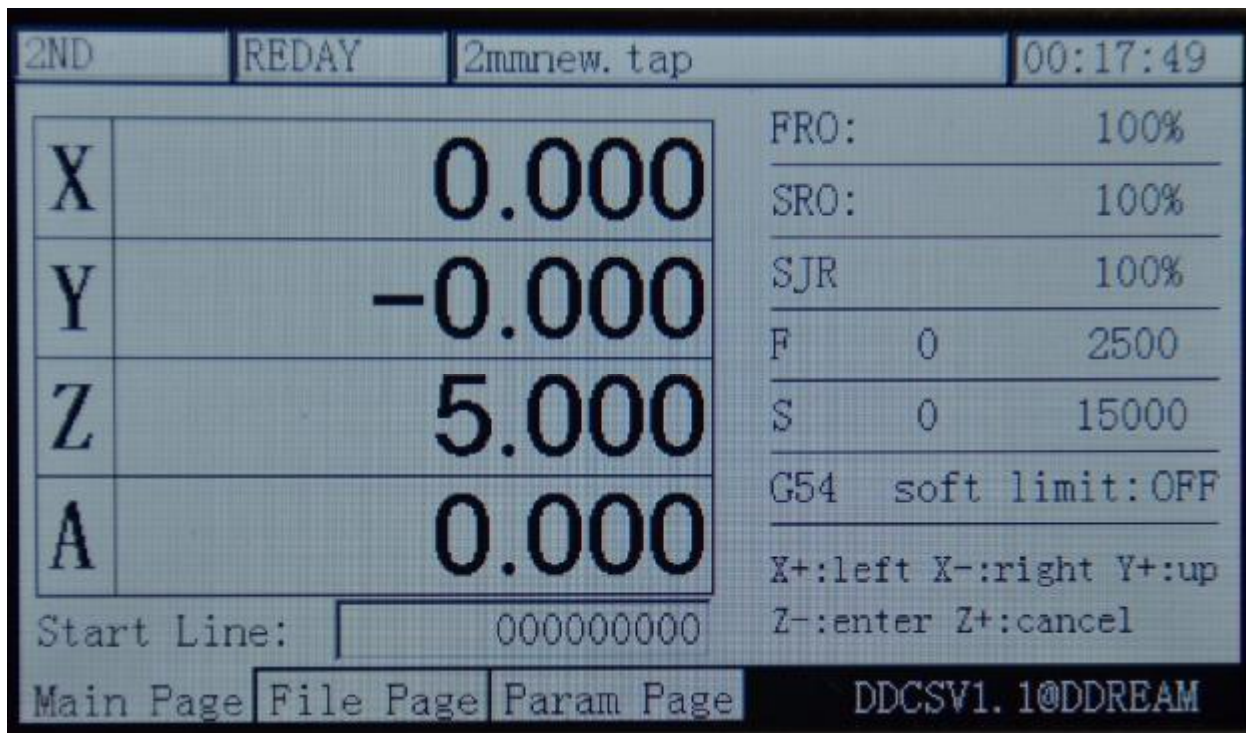 2ND REDAY 2mmnew.tap 00:17:49
X 0.000
Y -0.000
Z 5.000
A 0.000
Start Line: 000000000
FRO: 100%
SRO: 100%
SJR 100%
F 0 2500
S 0 15000
G54 soft limit:OFF
X+:left X-:right Y+:up
Z-:enter Z+:cancel
Main Page File Page Param Page DDCSV1.1@DDREAM